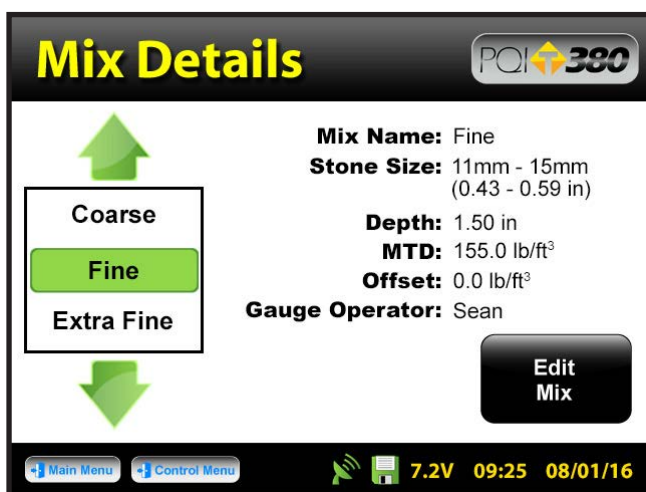 Mix Details
PQI T 380
Coarse
Fine
Extra Fine
Mix Name: Fine
Stone Size: 11mm - 15mm
(0.43 - 0.59 in)
Depth: 1.50 in
MTD: 155.0 lb/ft³
Offset: 0.0 lb/ft³
Gauge Operator: Sean
Edit
Mix
Main Menu Control Menu 7.2V 09:25 08/01/16